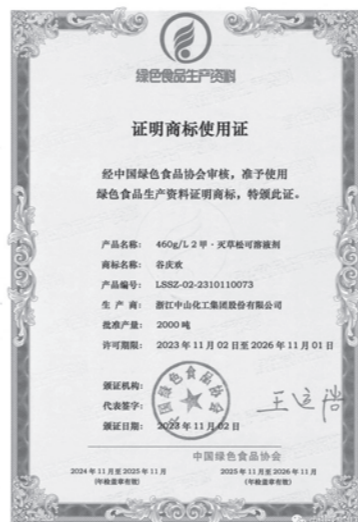 绿色食品生产资料
证明商标使用证
经中国绿色食品协会审核，准予使用
绿色食品生产资料证明商标，特颁此证。
产品名称： 460g/L 2甲·灭草松可溶液剂
商标名称： 谷庆欢
产品编号： LSSZ-02-2310110073
生 产 商： 浙江中山化工集团股份有限公司
批准产量： 2000 吨
许可期限： 2023 年 11 月 02 日至 2026 年 11 月 01 日
颁证机构：
代表签字： 王运浩
颁证日期： 2023 年 11 月 02 日
中国绿色食品协会
中国绿色食品协会
2024 年 11 月至 2025 年 11 月 2025 年 11 月至 2026 年 11 月
(年检盖章有效) (年检盖章有效)